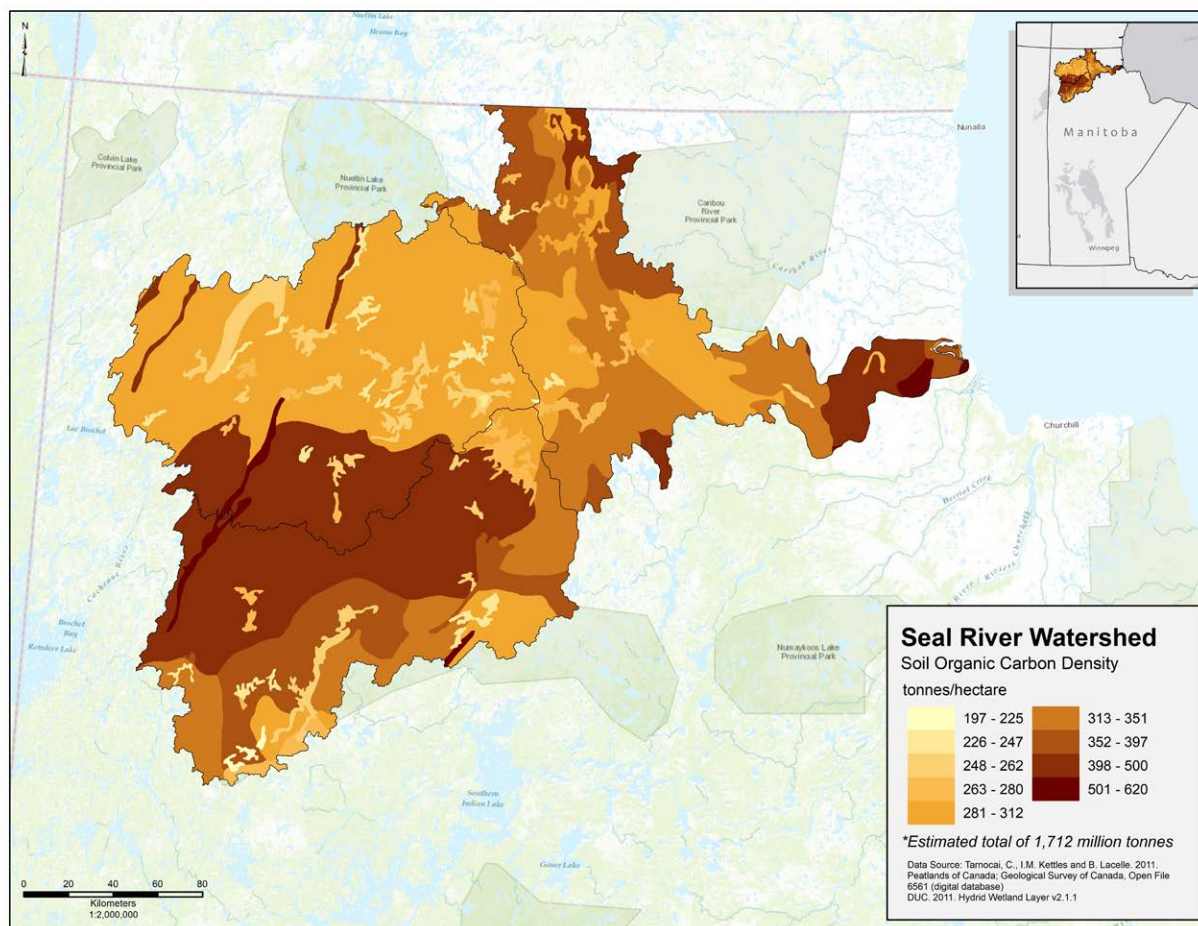 N
Nueltin Lake
Hearne Bay
Nunalla
Colvin Lake
Provincial Park
Nueltin Lake
Provincial Park
Caribou
River
Provincial Park
Caribou River
Manitoba
Winnipeg
Lac Brochet
Churchill
Cochrane River
Brochet
Bay
Reindeer Lake
River / Rivière Churchill
Numaykoos Lake
Provincial Park
Southern
Indian Lake
Gauer Lake
0 20 40 60 80
Kilometers
1:2,000,000
Seal River Watershed
Soil Organic Carbon Density
tonnes/hectare
197 - 225
226 - 247
248 - 262
263 - 280
281 - 312
313 - 351
352 - 397
398 - 500
501 - 620
*Estimated total of 1,712 million tonnes
Data Source: Tarnocai, C., I.M. Kettles and B. Lacelle. 2011.
Peatlands of Canada; Geological Survey of Canada, Open File
6561 (digital database)
DUC. 2011. Hydrid Wetland Layer v2.1.1